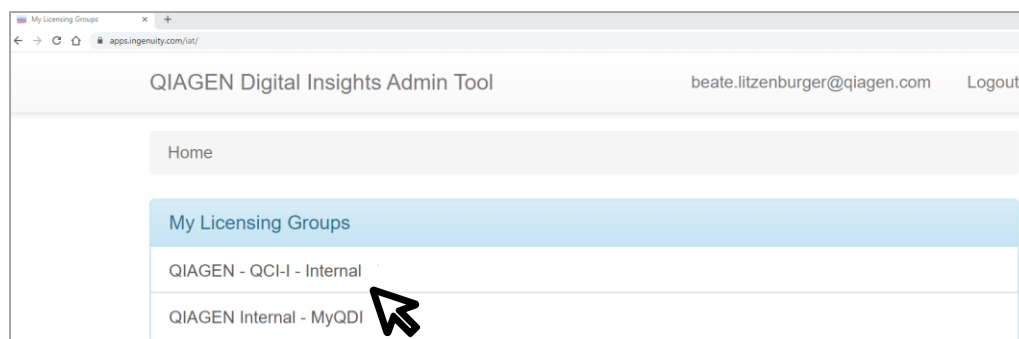 My Licensing Groups
apps.ingenuity.com/iat/
QIAGEN Digital Insights Admin Tool beate.litzenburger@qiagen.com Logout
Home
My Licensing Groups
QIAGEN - QCI-I - Internal
QIAGEN Internal - MyQDI